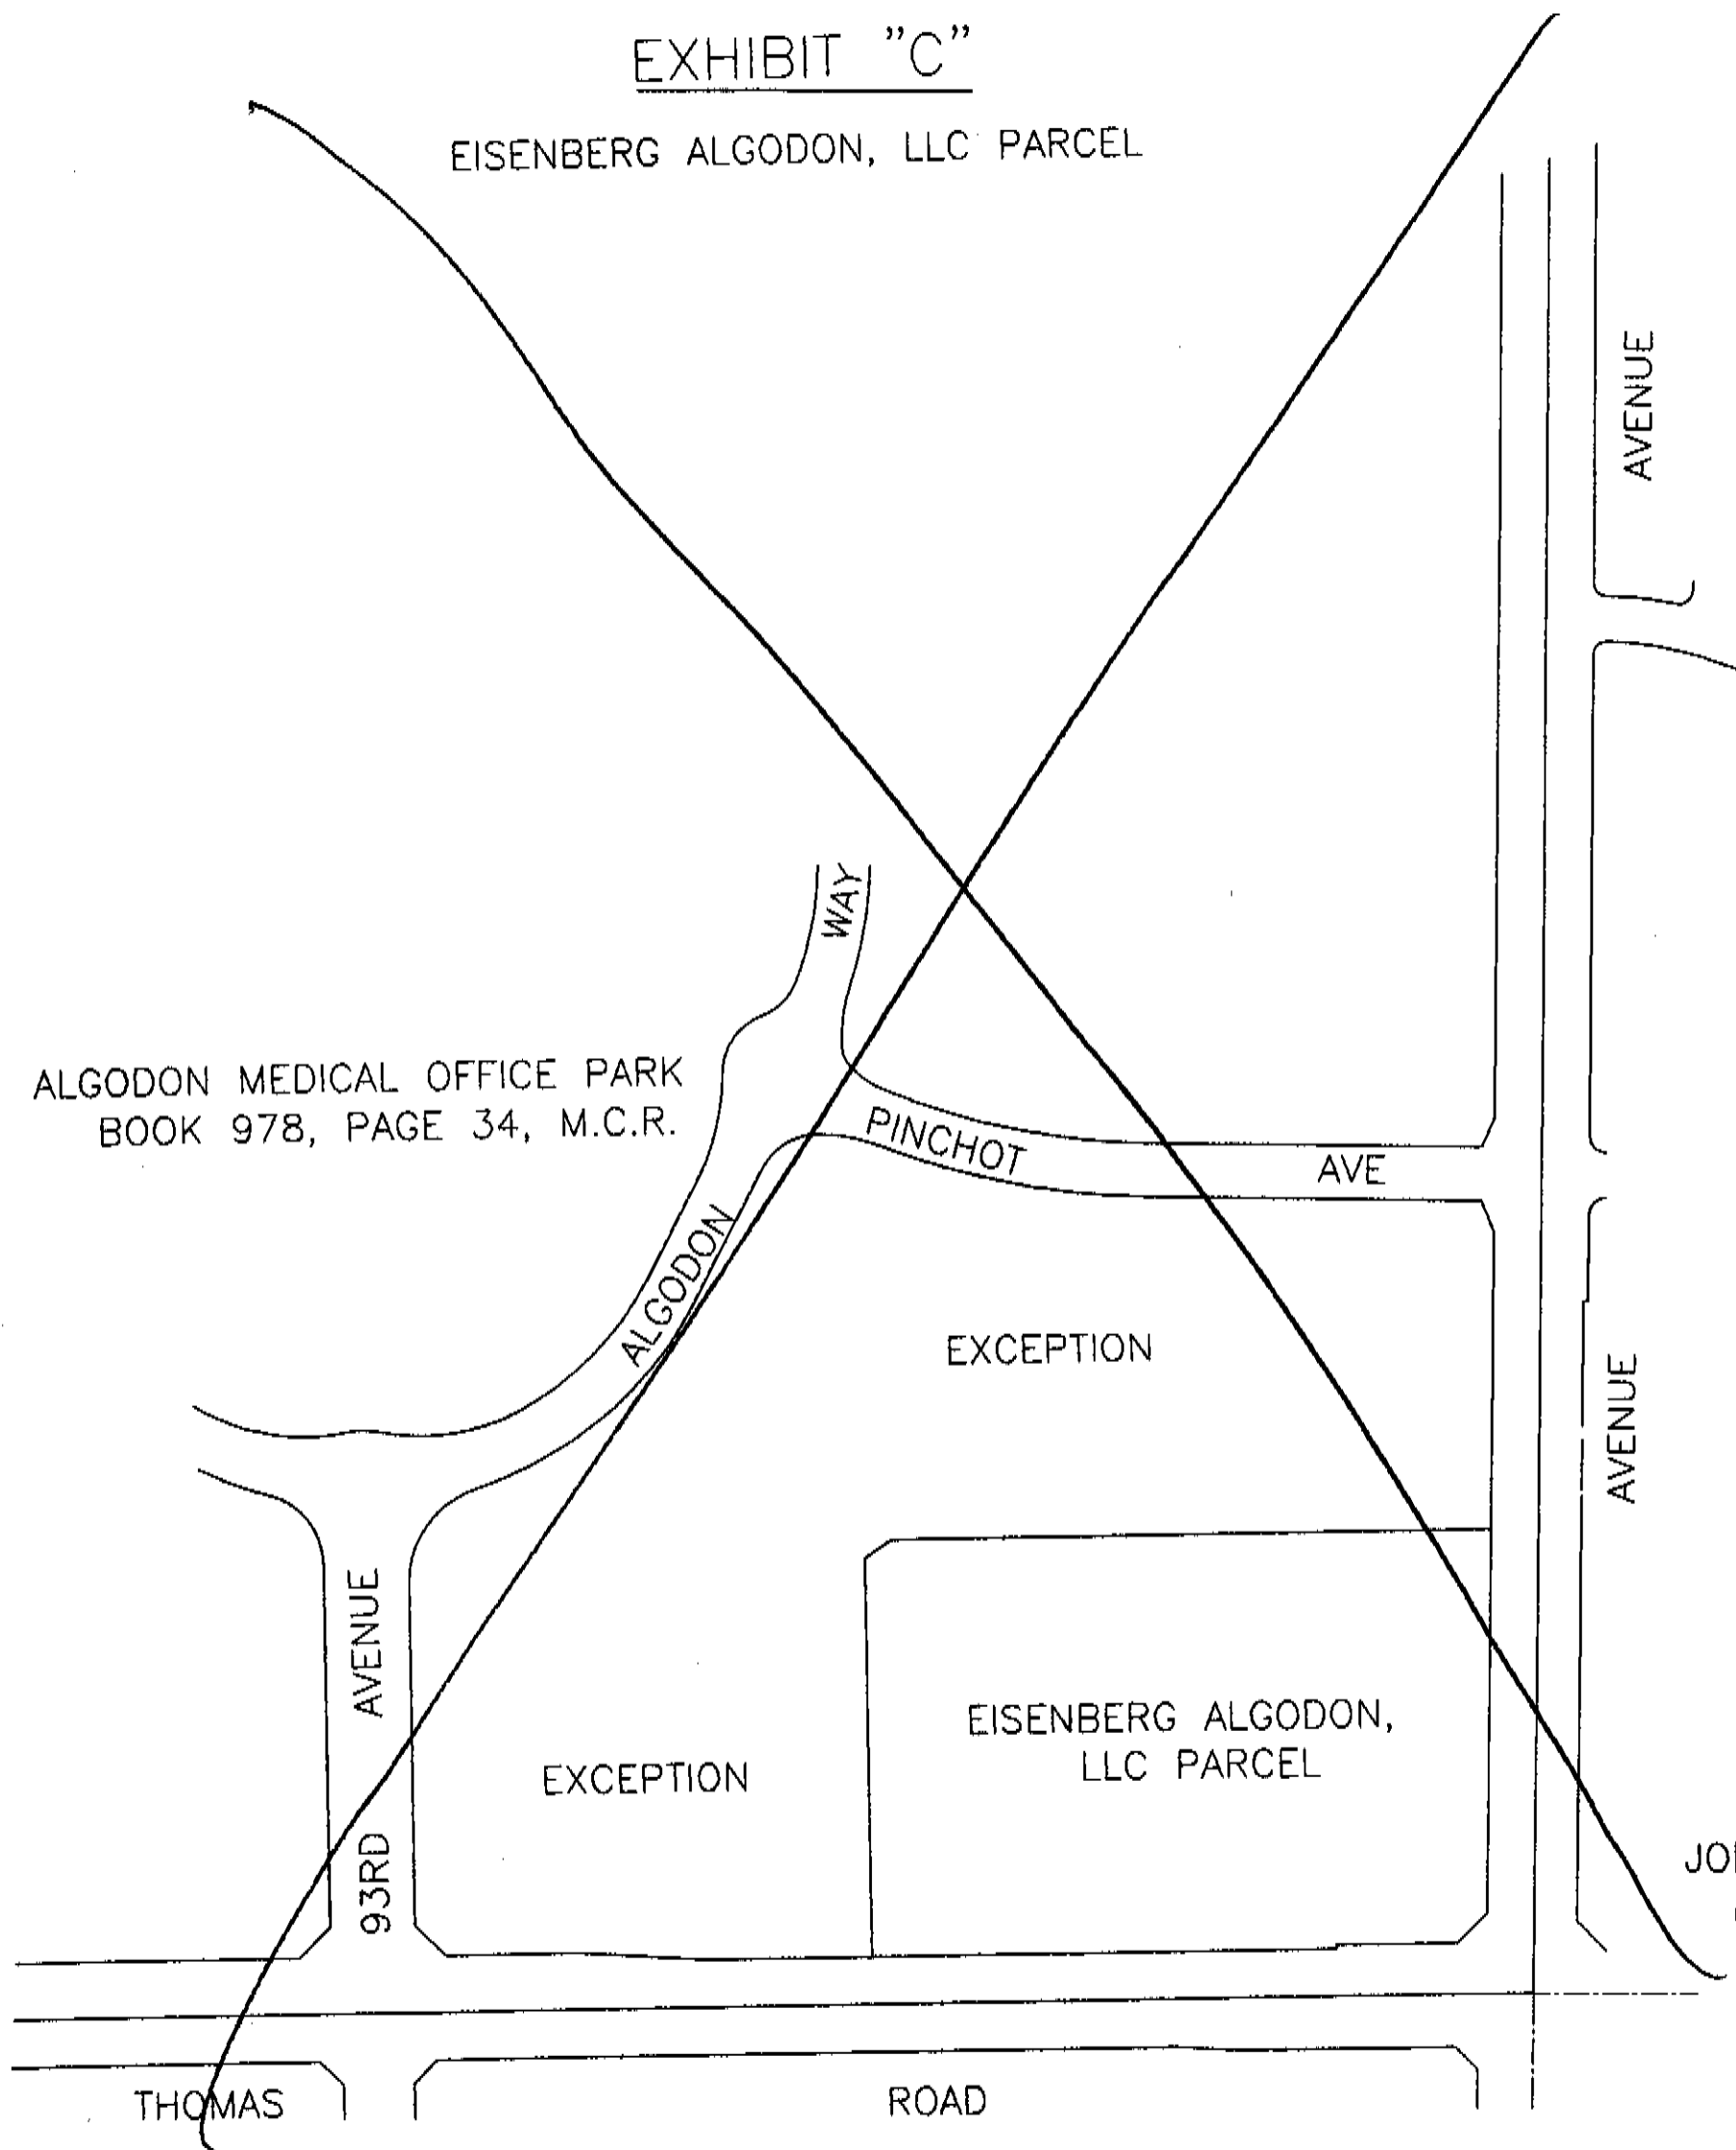 EXHIBIT "C"
EISENBERG ALGODON, LLC PARCEL
AVENUE
WAY
ALGODON MEDICAL OFFICE PARK
BOOK 978, PAGE 34, M.C.R.
PINCHOT
AVE
ALGODON
EXCEPTION
AVENUE
93RD AVENUE
EXCEPTION
EISENBERG ALGODON,
LLC PARCEL
THOMAS ROAD